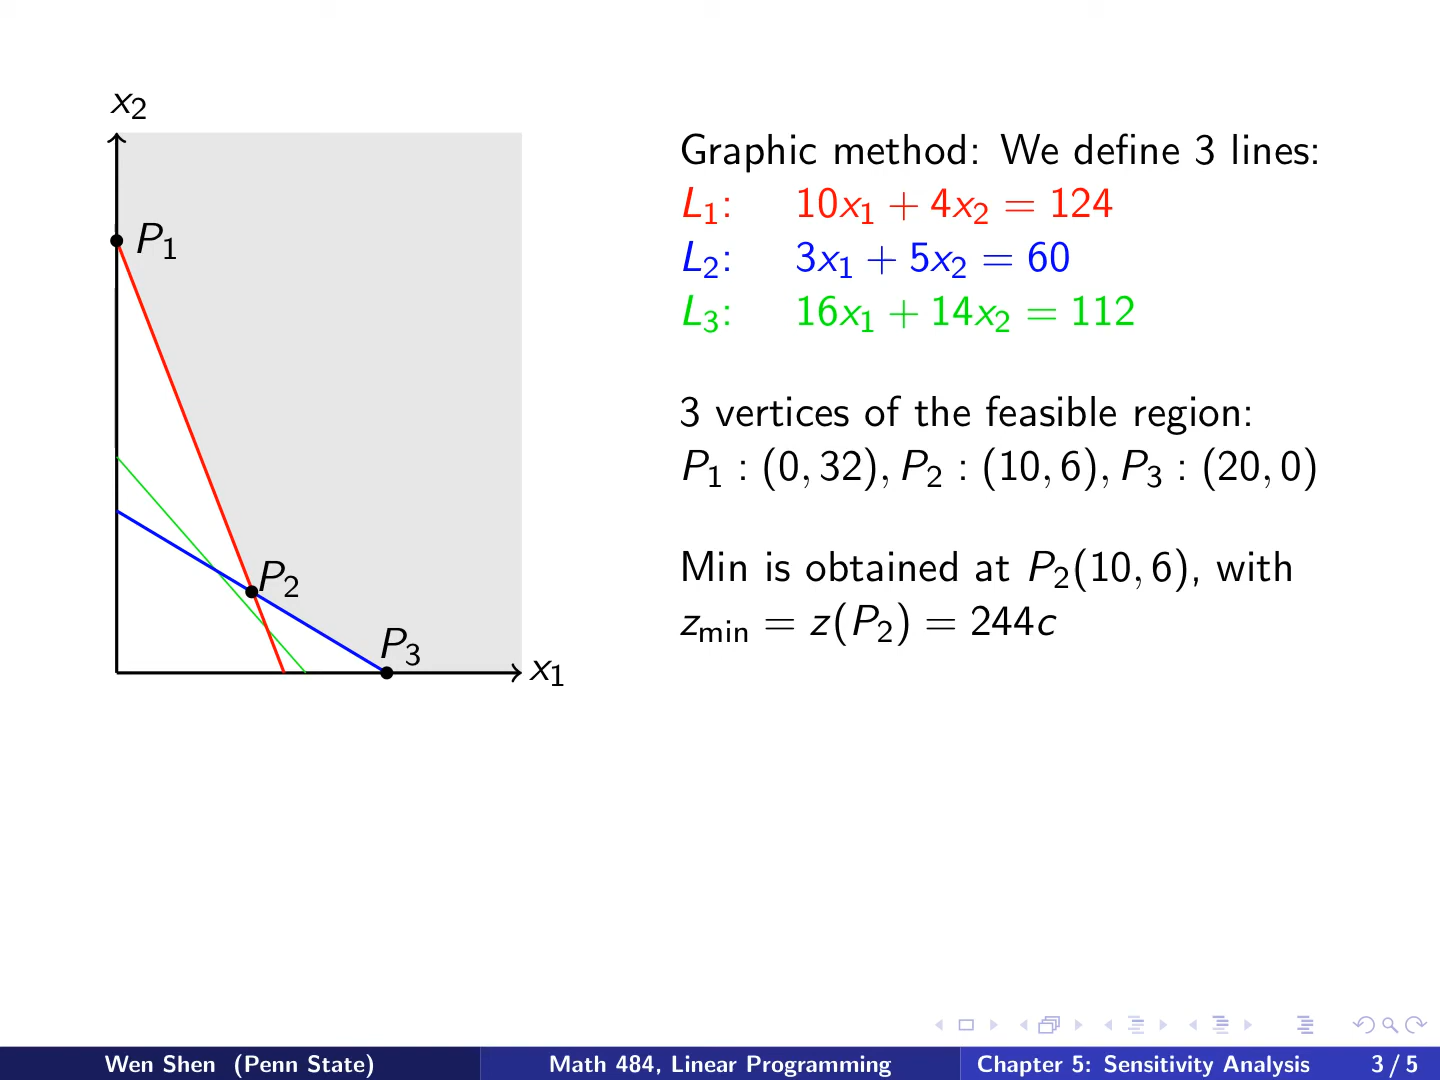 x₂
P₁
P₂
P₃
x₁
Graphic method: We define 3 lines:
L₁: 10x₁ + 4x₂ = 124
L₂: 3x₁ + 5x₂ = 60
L₃: 16x₁ + 14x₂ = 112
3 vertices of the feasible region:
P₁ : (0, 32), P₂ : (10, 6), P₃ : (20, 0)
Min is obtained at P₂(10, 6), with
z_min = z(P₂) = 244c
Wen Shen (Penn State)
Math 484, Linear Programming
Chapter 5: Sensitivity Analysis
3 / 5